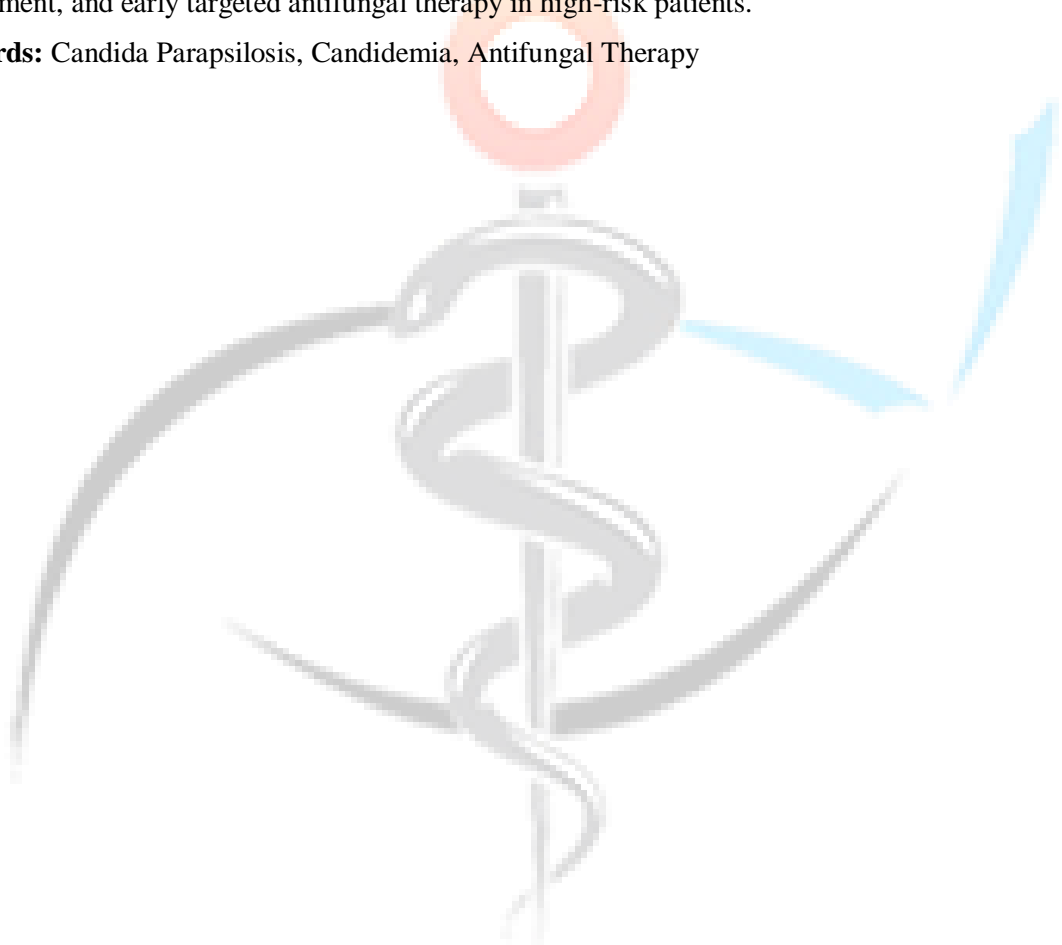 ment, and early targeted antifungal therapy in high-risk patients.
rds: Candida Parapsilosis, Candidemia, Antifungal Therapy